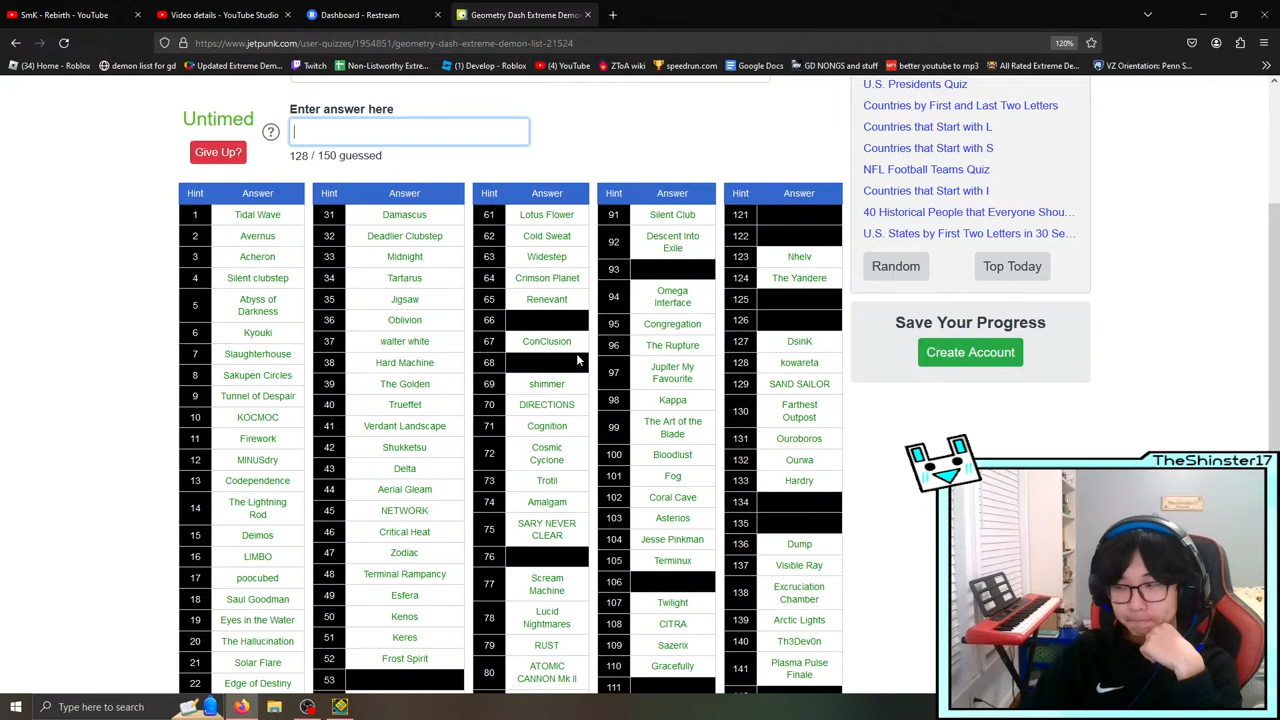 SmK - Rebirth - YouTube
Video details - YouTube Studio
Dashboard - Restream
Geometry Dash Extreme Demon
https://www.jetpunk.com/user-quizzes/1954851/geometry-dash-extreme-demon-list-21524
120%
(34) Home - Roblox
demon lisst for gd
Updated Extreme Dem...
Twitch
Non-Listworthy Extre...
(1) Develop - Roblox
(4) YouTube
ZToA wiki
speedrun.com
Google Docs
GD NONGS and stuff
better youtube to mp3
All Rated Extreme De...
VZ Orientation: Penn S...
Untimed
Give Up?
?
Enter answer here
128 / 150 guessed
Hint Answer
1 Tidal Wave
2 Avernus
3 Acheron
4 Silent clubstep
5 Abyss of
Darkness
6 Kyouki
7 Slaughterhouse
8 Sakupen Circles
9 Tunnel of Despair
10 KOCMOC
11 Firework
12 MINUSdry
13 Codependence
14 The Lightning
Rod
15 Deimos
16 LIMBO
17 poocubed
18 Saul Goodman
19 Eyes in the Water
20 The Hallucination
21 Solar Flare
22 Edge of Destiny
Hint Answer
31 Damascus
32 Deadlier Clubstep
33 Midnight
34 Tartarus
35 Jigsaw
36 Oblivion
37 walter white
38 Hard Machine
39 The Golden
40 Trueffet
41 Verdant Landscape
42 Shukketsu
43 Delta
44 Aerial Gleam
45 NETWORK
46 Critical Heat
47 Zodiac
48 Terminal Rampancy
49 Esfera
50 Kenos
51 Keres
52 Frost Spirit
53
Hint Answer
61 Lotus Flower
62 Cold Sweat
63 Widestep
64 Crimson Planet
65 Renevant
66
67 ConClusion
68
69 shimmer
70 DIRECTIONS
71 Cognition
72 Cosmic
Cyclone
73 Trotil
74 Amalgam
75 SARY NEVER
CLEAR
76
77 Scream
Machine
78 Lucid
Nightmares
79 RUST
80 ATOMIC
CANNON Mk II
Hint Answer
91 Silent Club
92 Descent Into
Exile
93
94 Omega
Interface
95 Congregation
96 The Rupture
97 Jupiter My
Favourite
98 Kappa
99 The Art of the
Blade
100 Bloodlust
101 Fog
102 Coral Cave
103 Asterios
104 Jesse Pinkman
105 Terminux
106
107 Twilight
108 CITRA
109 Sazerix
110 Gracefully
111
Hint Answer
121
122
123 Nhelv
124 The Yandere
125
126
127 DsinK
128 kowareta
129 SAND SAILOR
130 Farthest
Outpost
131 Ouroboros
132 Ourwa
133 Hardry
134
135
136 Dump
137 Visible Ray
138 Excruciation
Chamber
139 Arctic Lights
140 Th3Dev0n
141 Plasma Pulse
Finale
U.S. Presidents Quiz
Countries by First and Last Two Letters
Countries that Start with L
Countries that Start with S
NFL Football Teams Quiz
Countries that Start with I
40 Historical People that Everyone Shou...
U.S. States by First Two Letters in 30 Se...
Random
Top Today
Save Your Progress
Create Account
TheShinster17
Type here to search